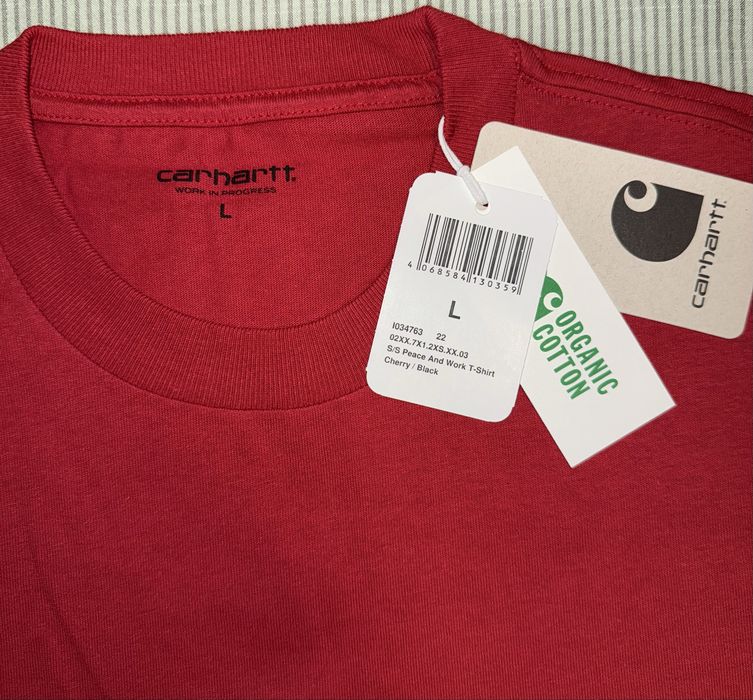 carhartt.
WORK IN PROGRESS
L
4 068584 130359
L
I034763 22
02XX.7X1.2XS.XX.03
S/S Peace And Work T-Shirt
Cherry / Black
ORGANIC
COTTON
carhartt.